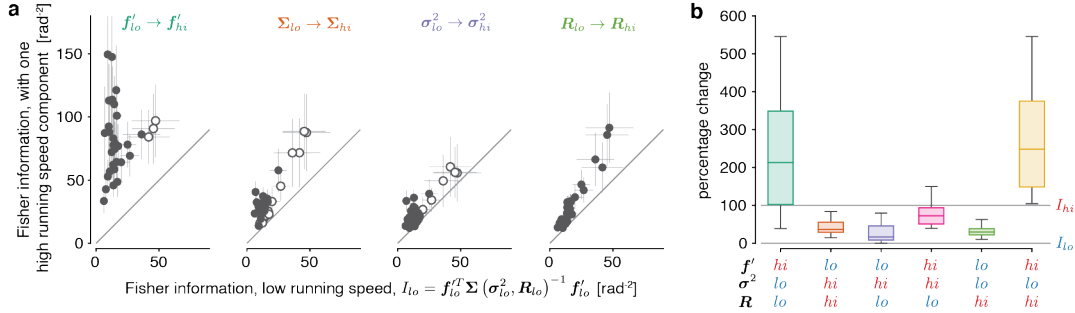 a
Fisher information, with one
high running speed component [rad⁻²]
150
100
50
0
f′lo → f′hi
Σlo → Σhi
σ²lo → σ²hi
Rlo → Rhi
0 50 0 50 0 50 0 50
Fisher information, low running speed, Ilo = f′lo^T Σ (σ²lo, Rlo)⁻¹ f′lo [rad⁻²]
b
percentage change
600
500
400
300
200
100
0
Ihi
Ilo
f′ hi lo lo hi lo hi
σ² lo hi hi hi lo lo
R lo hi lo lo hi hi